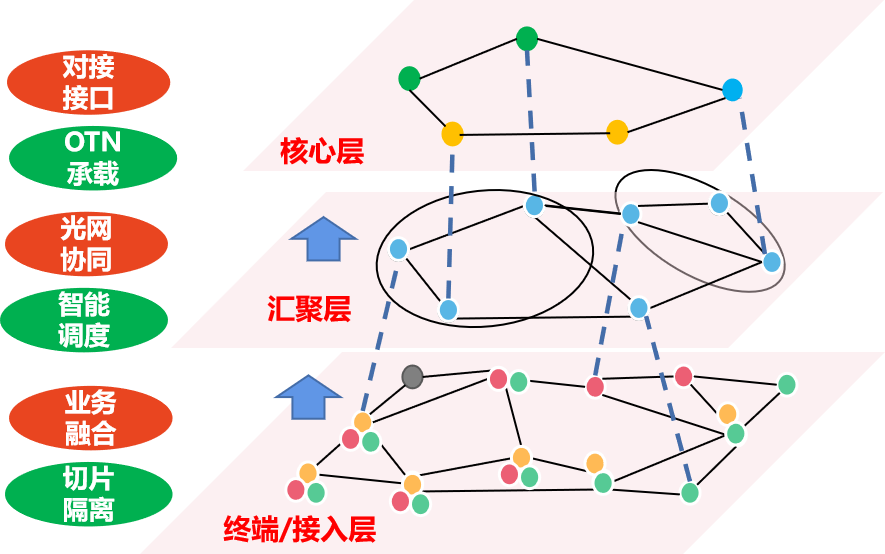 对接
接口
OTN
承载
核心层
光网
协同
智能
调度
汇聚层
业务
融合
切片
隔离
终端/接入层